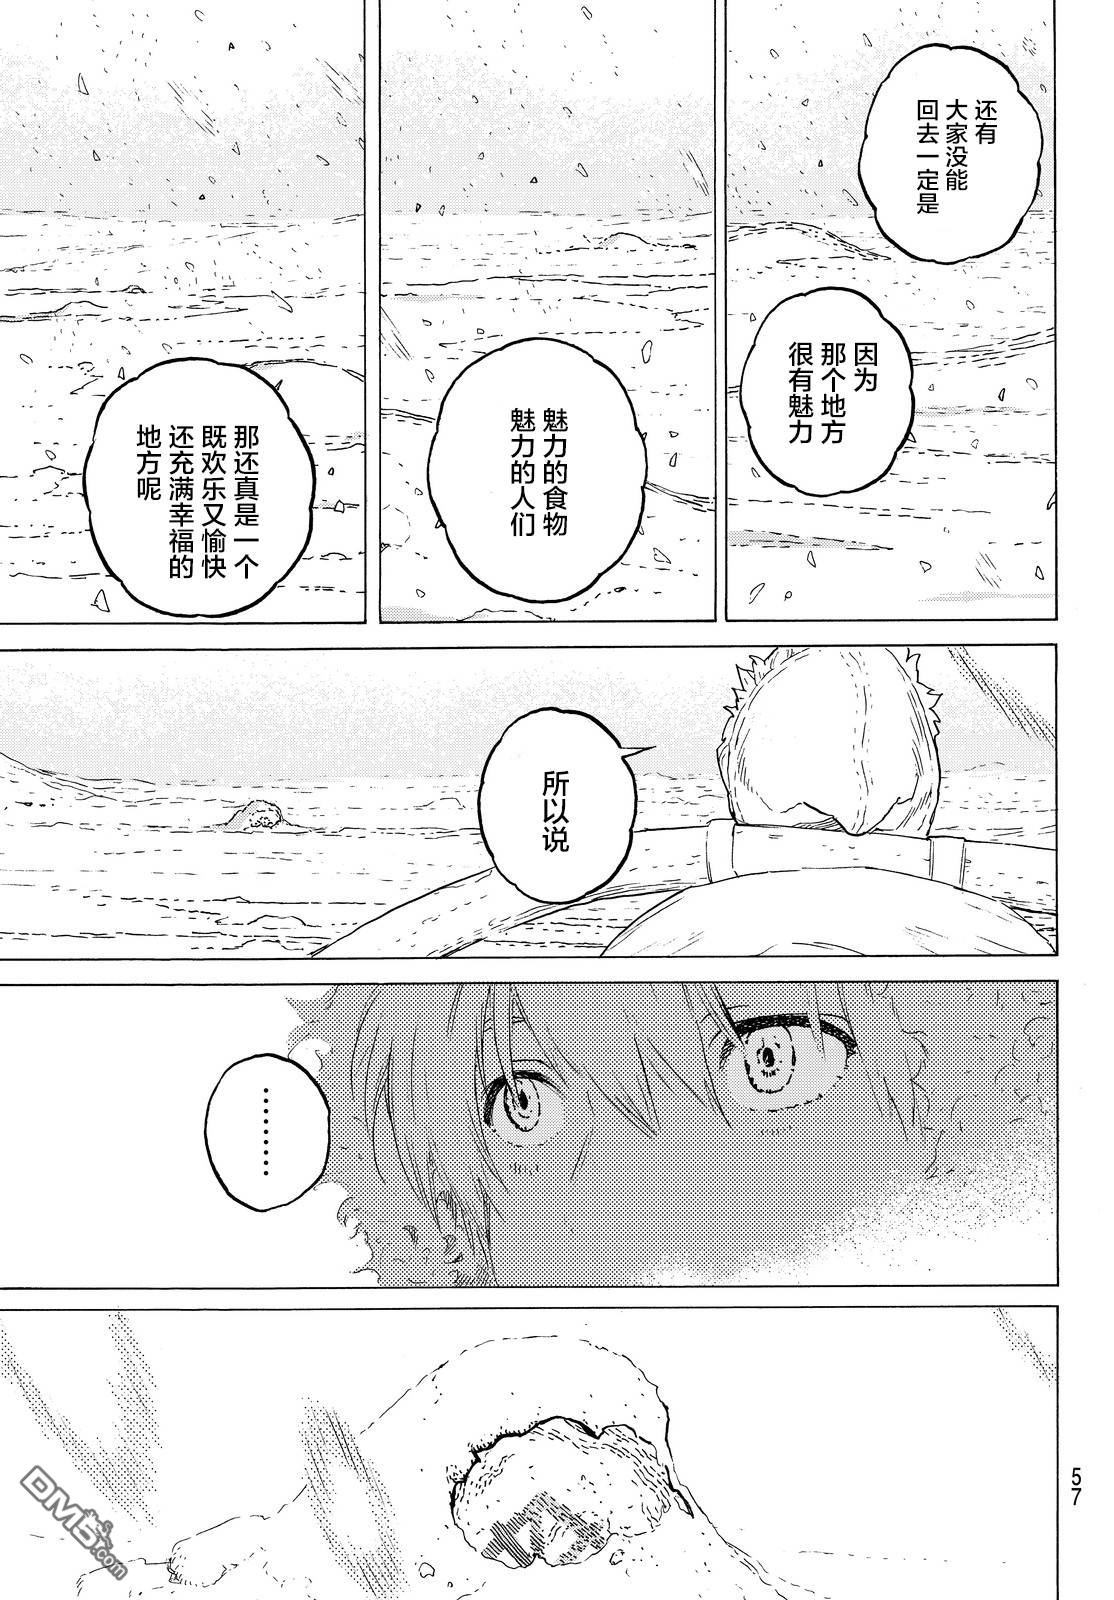 还有
大家没能
回去一定是
因为
那个地方
很有魅力
魅力的食物
魅力的人们
那还真是一个
既欢乐又愉快
还充满幸福的
地方呢
所以说
………
57
DM5.com